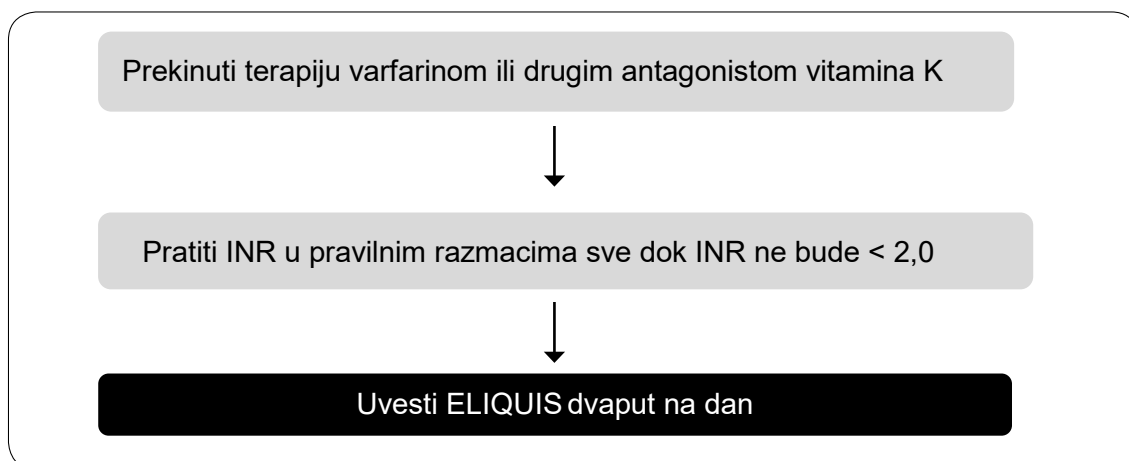 Prekinuti terapiju varfarinom ili drugim antagonistom vitamina K
Pratiti INR u pravilnim razmacima sve dok INR ne bude < 2,0
Uvesti ELIQUIS dvaput na dan